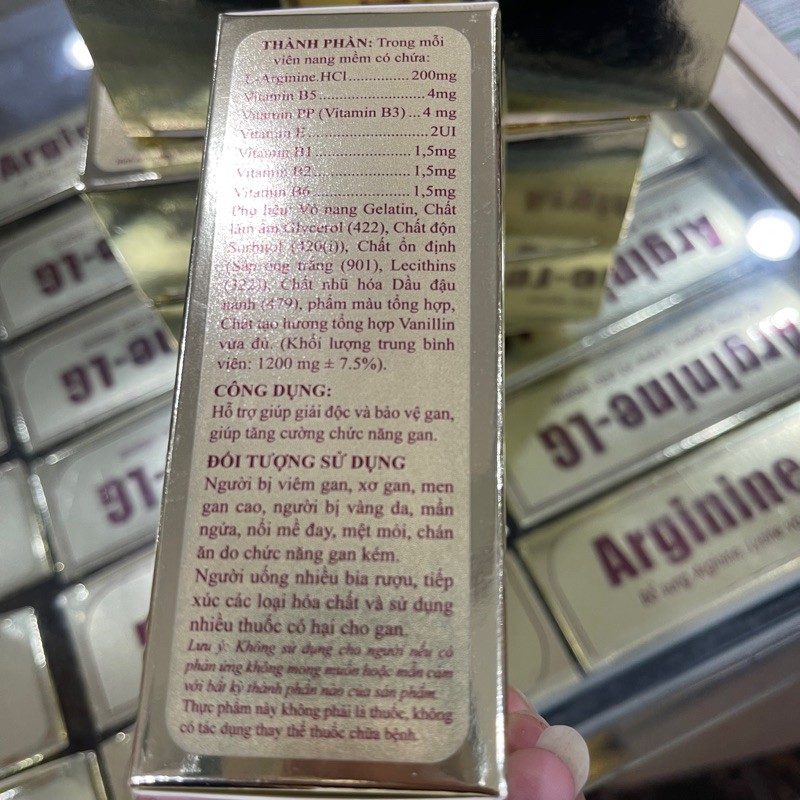 THÀNH PHẦN: Trong mỗi
viên nang mềm có chứa:
L-Arginine.HCl...............200mg
Vitamin B5........................4mg
Vitamin PP (Vitamin B3)...4 mg
Vitamin E..........................2UI
Vitamin B1......................1,5mg
Vitamin B2......................1,5mg
Vitamin B6......................1,5mg
Phụ liệu: Vỏ nang Gelatin, Chất
làm ẩm Glycerol (422), Chất độn
Sorbitol (420(i)), Chất ổn định
(Sáp ong trắng (901), Lecithins
(322i)), Chất nhũ hóa Dầu đậu
nành (479), phẩm màu tổng hợp,
Chất tạo hương tổng hợp Vanillin
vừa đủ. (Khối lượng trung bình
viên: 1200 mg ± 7.5%).
CÔNG DỤNG:
Hỗ trợ giúp giải độc và bảo vệ gan,
giúp tăng cường chức năng gan.
ĐỐI TƯỢNG SỬ DỤNG
Người bị viêm gan, xơ gan, men
gan cao, người bị vàng da, mẩn
ngứa, nổi mề đay, mệt mỏi, chán
ăn do chức năng gan kém.
Người uống nhiều bia rượu, tiếp
xúc các loại hóa chất và sử dụng
nhiều thuốc có hại cho gan.
Lưu ý: Không sử dụng cho người nếu có
phản ứng không mong muốn hoặc mẫn cảm
với bất kỳ thành phần nào của sản phẩm.
Thực phẩm này không phải là thuốc, không
có tác dụng thay thế thuốc chữa bệnh.
Arginine-LG
Arginine-LG
Arginine